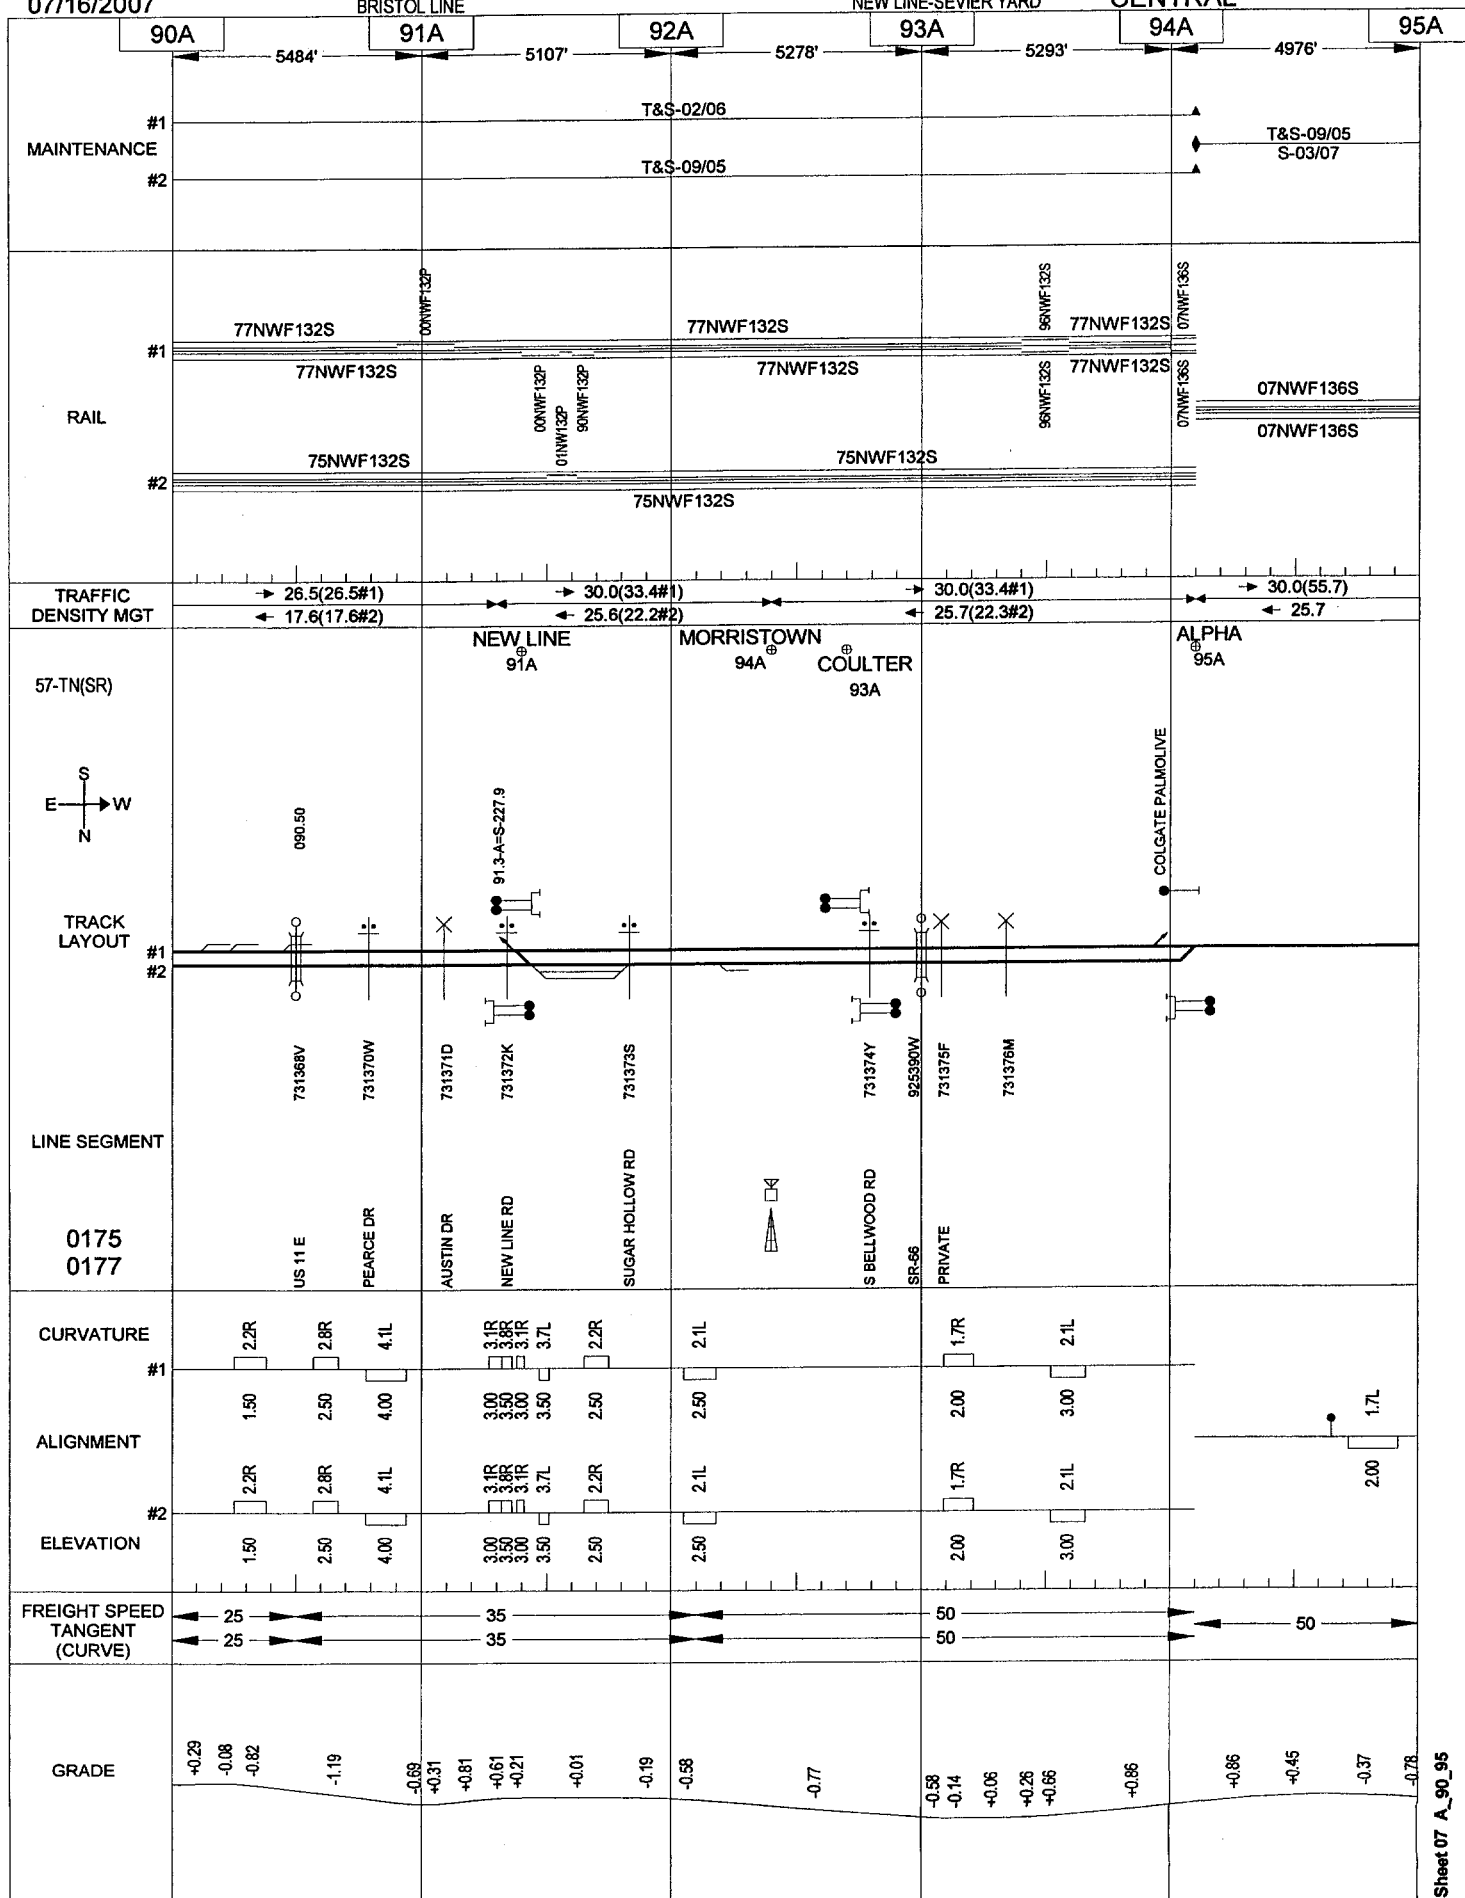 07/16/2007
BRISTOL LINE
NEW LINE-SEVIER YARD
CENTRAL
90A 91A 92A 93A 94A 95A
5484' 5107' 5278' 5293' 4976'
MAINTENANCE
#1 T&S-02/06
#2 T&S-09/05
T&S-09/05
S-03/07
RAIL
00NWF132P 96NWF132S 07NWF136S
77NWF132S 77NWF132S 77NWF132S
#1
77NWF132S 77NWF132S 77NWF132S
00NWF132P 01NW132P 90NWF132P 96NWF132S 07NWF136S
07NWF136S
07NWF136S
75NWF132S 75NWF132S
#2
75NWF132S
TRAFFIC
DENSITY MGT
26.5(26.5#1) 30.0(33.4#1) 30.0(33.4#1) 30.0(55.7)
17.6(17.6#2) 25.6(22.2#2) 25.7(22.3#2) 25.7
NEW LINE
91A
MORRISTOWN
94A
COULTER
93A
ALPHA
95A
57-TN(SR)
S
E W
N
090.50
91.3-A=S-227.9
COLGATE PALMOLIVE
TRACK
LAYOUT
#1
#2
731368V 731370W 731371D 731372K 731373S 731374Y 925390W 731375F 731376M
LINE SEGMENT
0175
0177
US 11 E
PEARCE DR
AUSTIN DR
NEW LINE RD
SUGAR HOLLOW RD
S BELLWOOD RD
SR-66
PRIVATE
CURVATURE
2.2R 2.8R 4.1L 3.1R 3.8R 3.1R 3.7L 2.2R 2.1L 1.7R 2.1L
#1
1.50 2.50 4.00 3.00 3.50 3.00 3.50 2.50 2.50 2.00 3.00
ALIGNMENT
1.7L
2.00
2.2R 2.8R 4.1L 3.1R 3.8R 3.1R 3.7L 2.2R 2.1L 1.7R 2.1L
#2
ELEVATION
1.50 2.50 4.00 3.00 3.50 3.00 3.50 2.50 2.50 2.00 3.00
FREIGHT SPEED
TANGENT
(CURVE)
25 35 50
25 35 50
50
GRADE
+0.29 -0.08 -0.82 -1.19 -0.69 +0.31 +0.81 +0.61 +0.21 +0.01 -0.19 -0.58 -0.77 -0.58 -0.14 +0.06 +0.26 +0.66 +0.86 +0.86 +0.45 -0.37 -0.78
Sheet 07 A_90_95